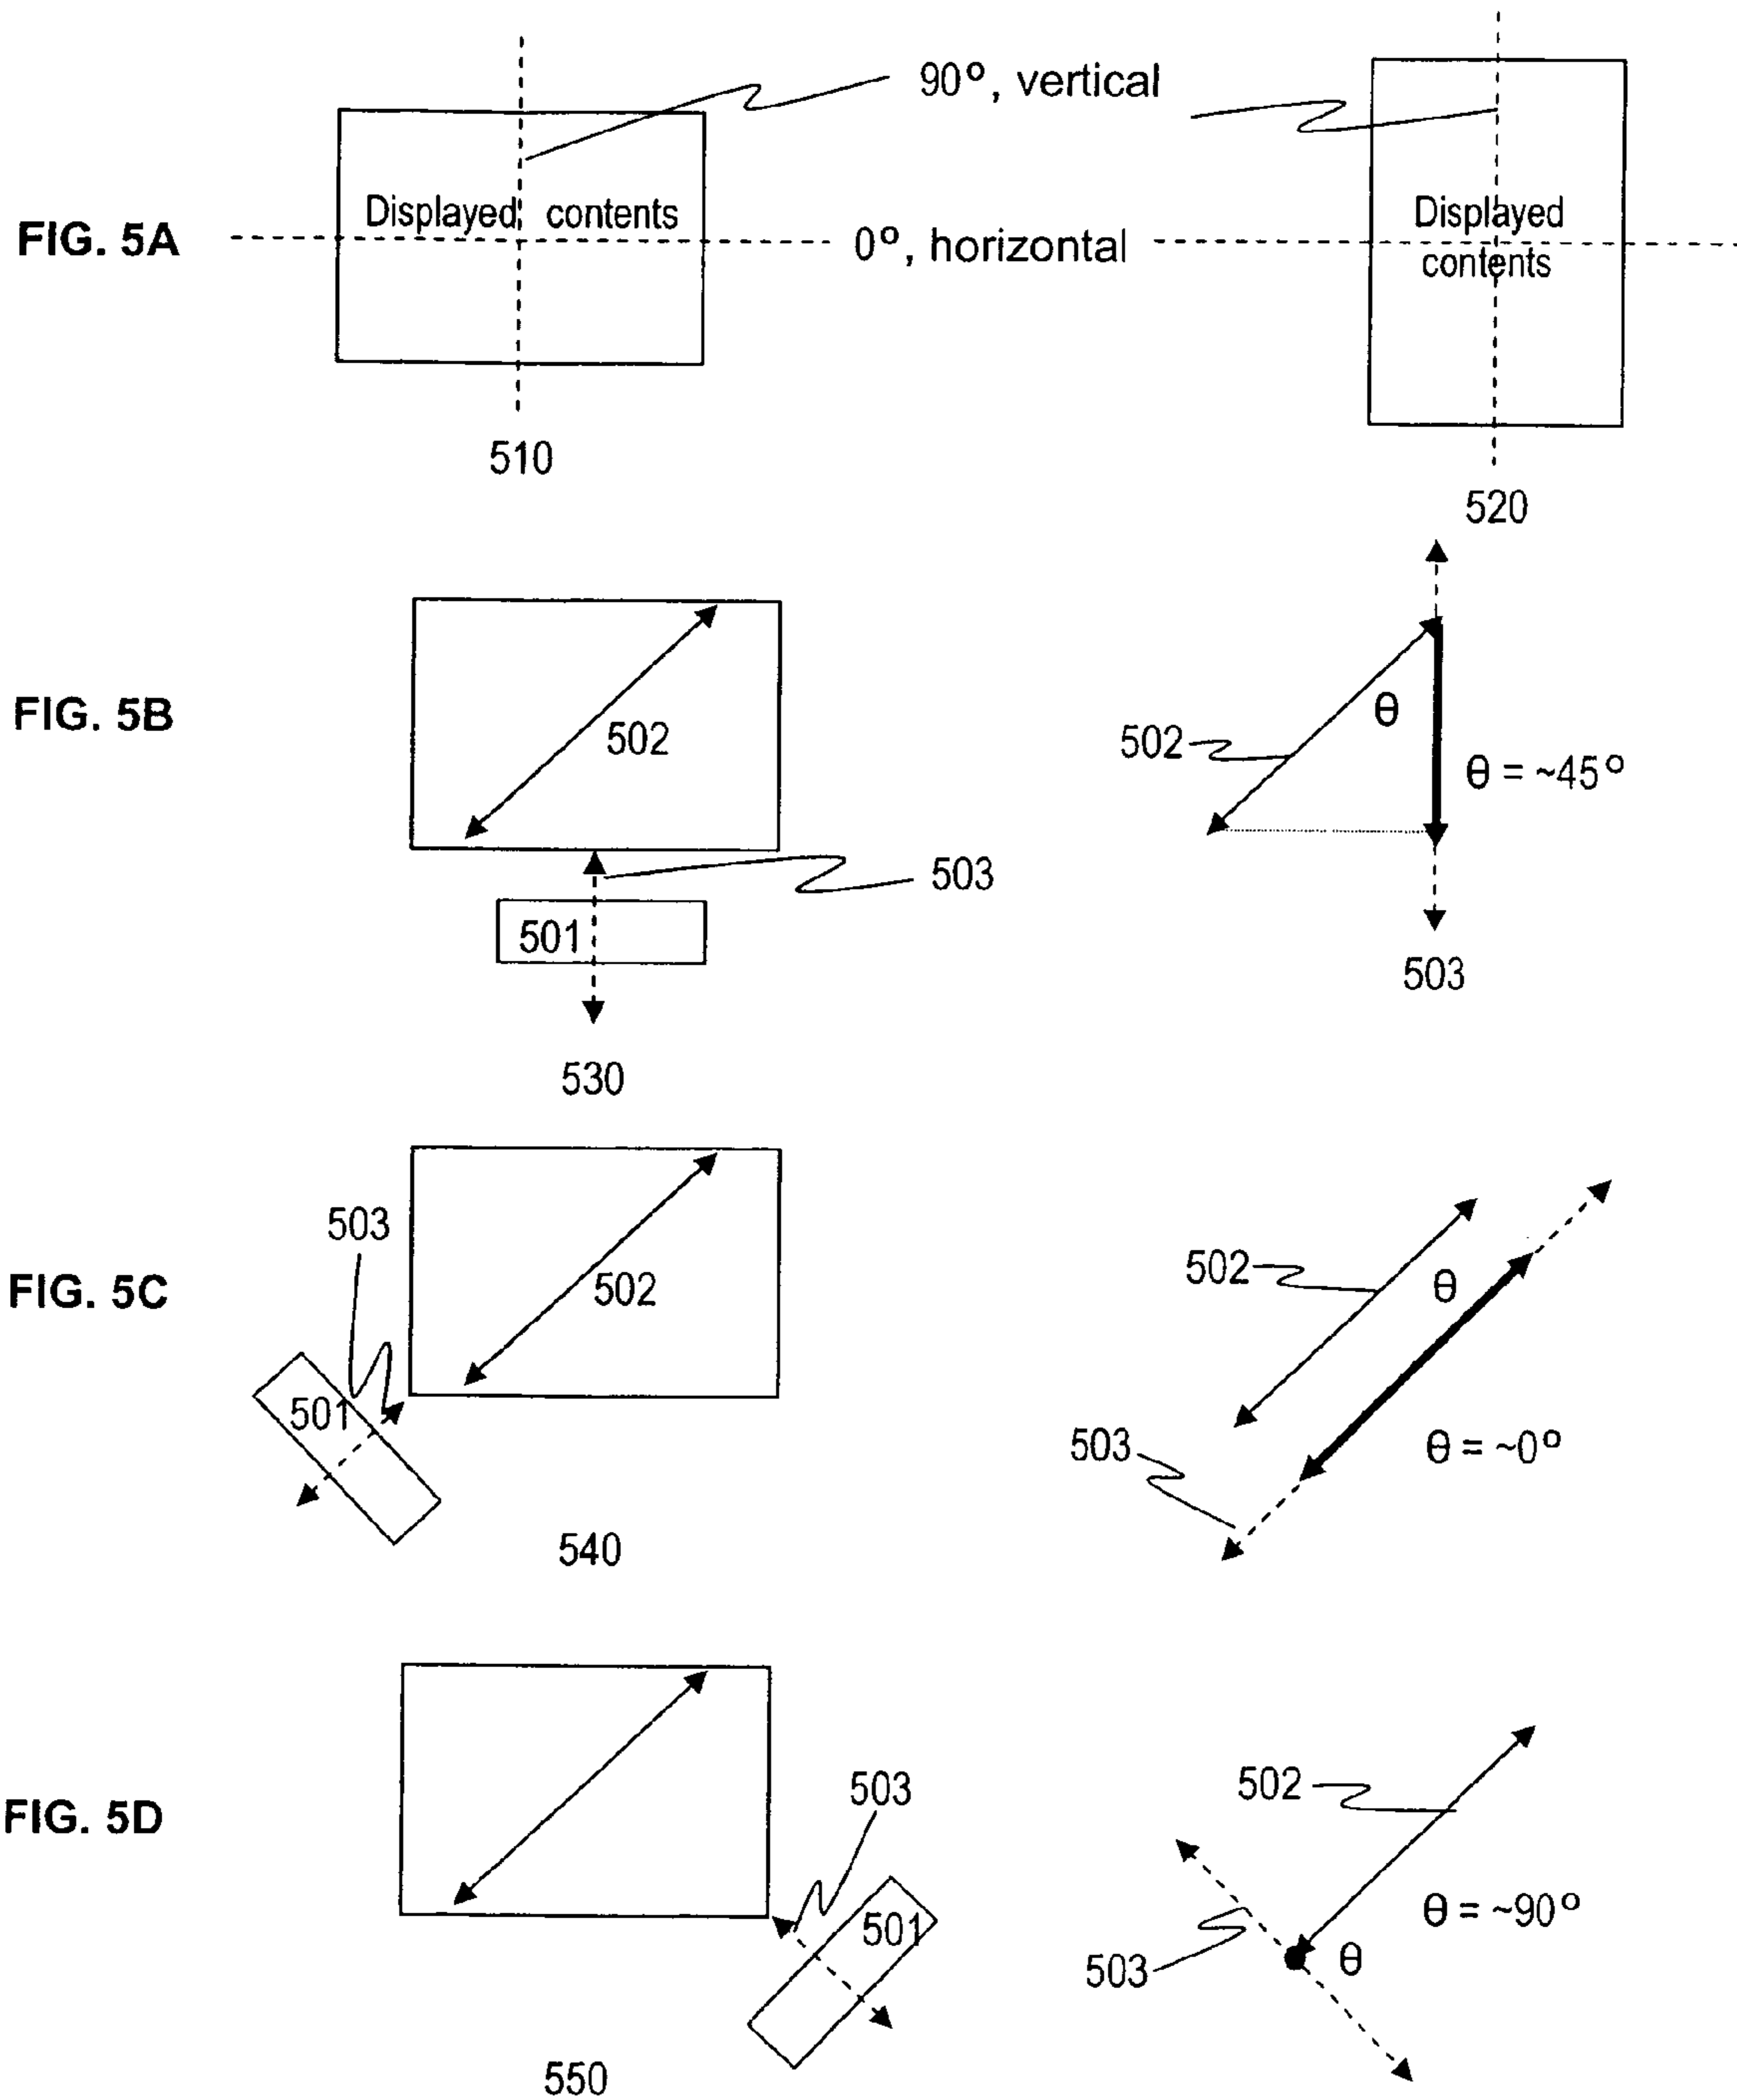 90°, vertical
FIG. 5A
Displayed contents
0°, horizontal
Displayed
contents
510
520
FIG. 5B
502
503
501
530
502
θ
θ = ~45°
503
FIG. 5C
503
502
501
540
502
θ
503
θ = ~0°
FIG. 5D
503
501
550
502
503
θ
θ = ~90°